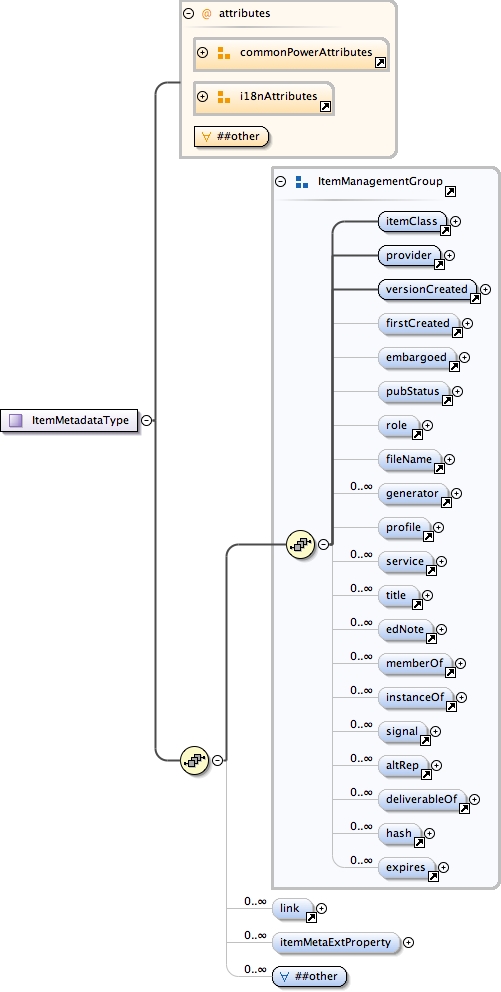 @ attributes
commonPowerAttributes
i18nAttributes
##other
ItemManagementGroup
itemClass
provider
versionCreated
firstCreated
embargoed
pubStatus
ItemMetadataType
role
fileName
0..∞ generator
profile
0..∞ service
0..∞ title
0..∞ edNote
0..∞ memberOf
0..∞ instanceOf
0..∞ signal
0..∞ altRep
0..∞ deliverableOf
0..∞ hash
0..∞ expires
0..∞ link
0..∞ itemMetaExtProperty
0..∞ ##other